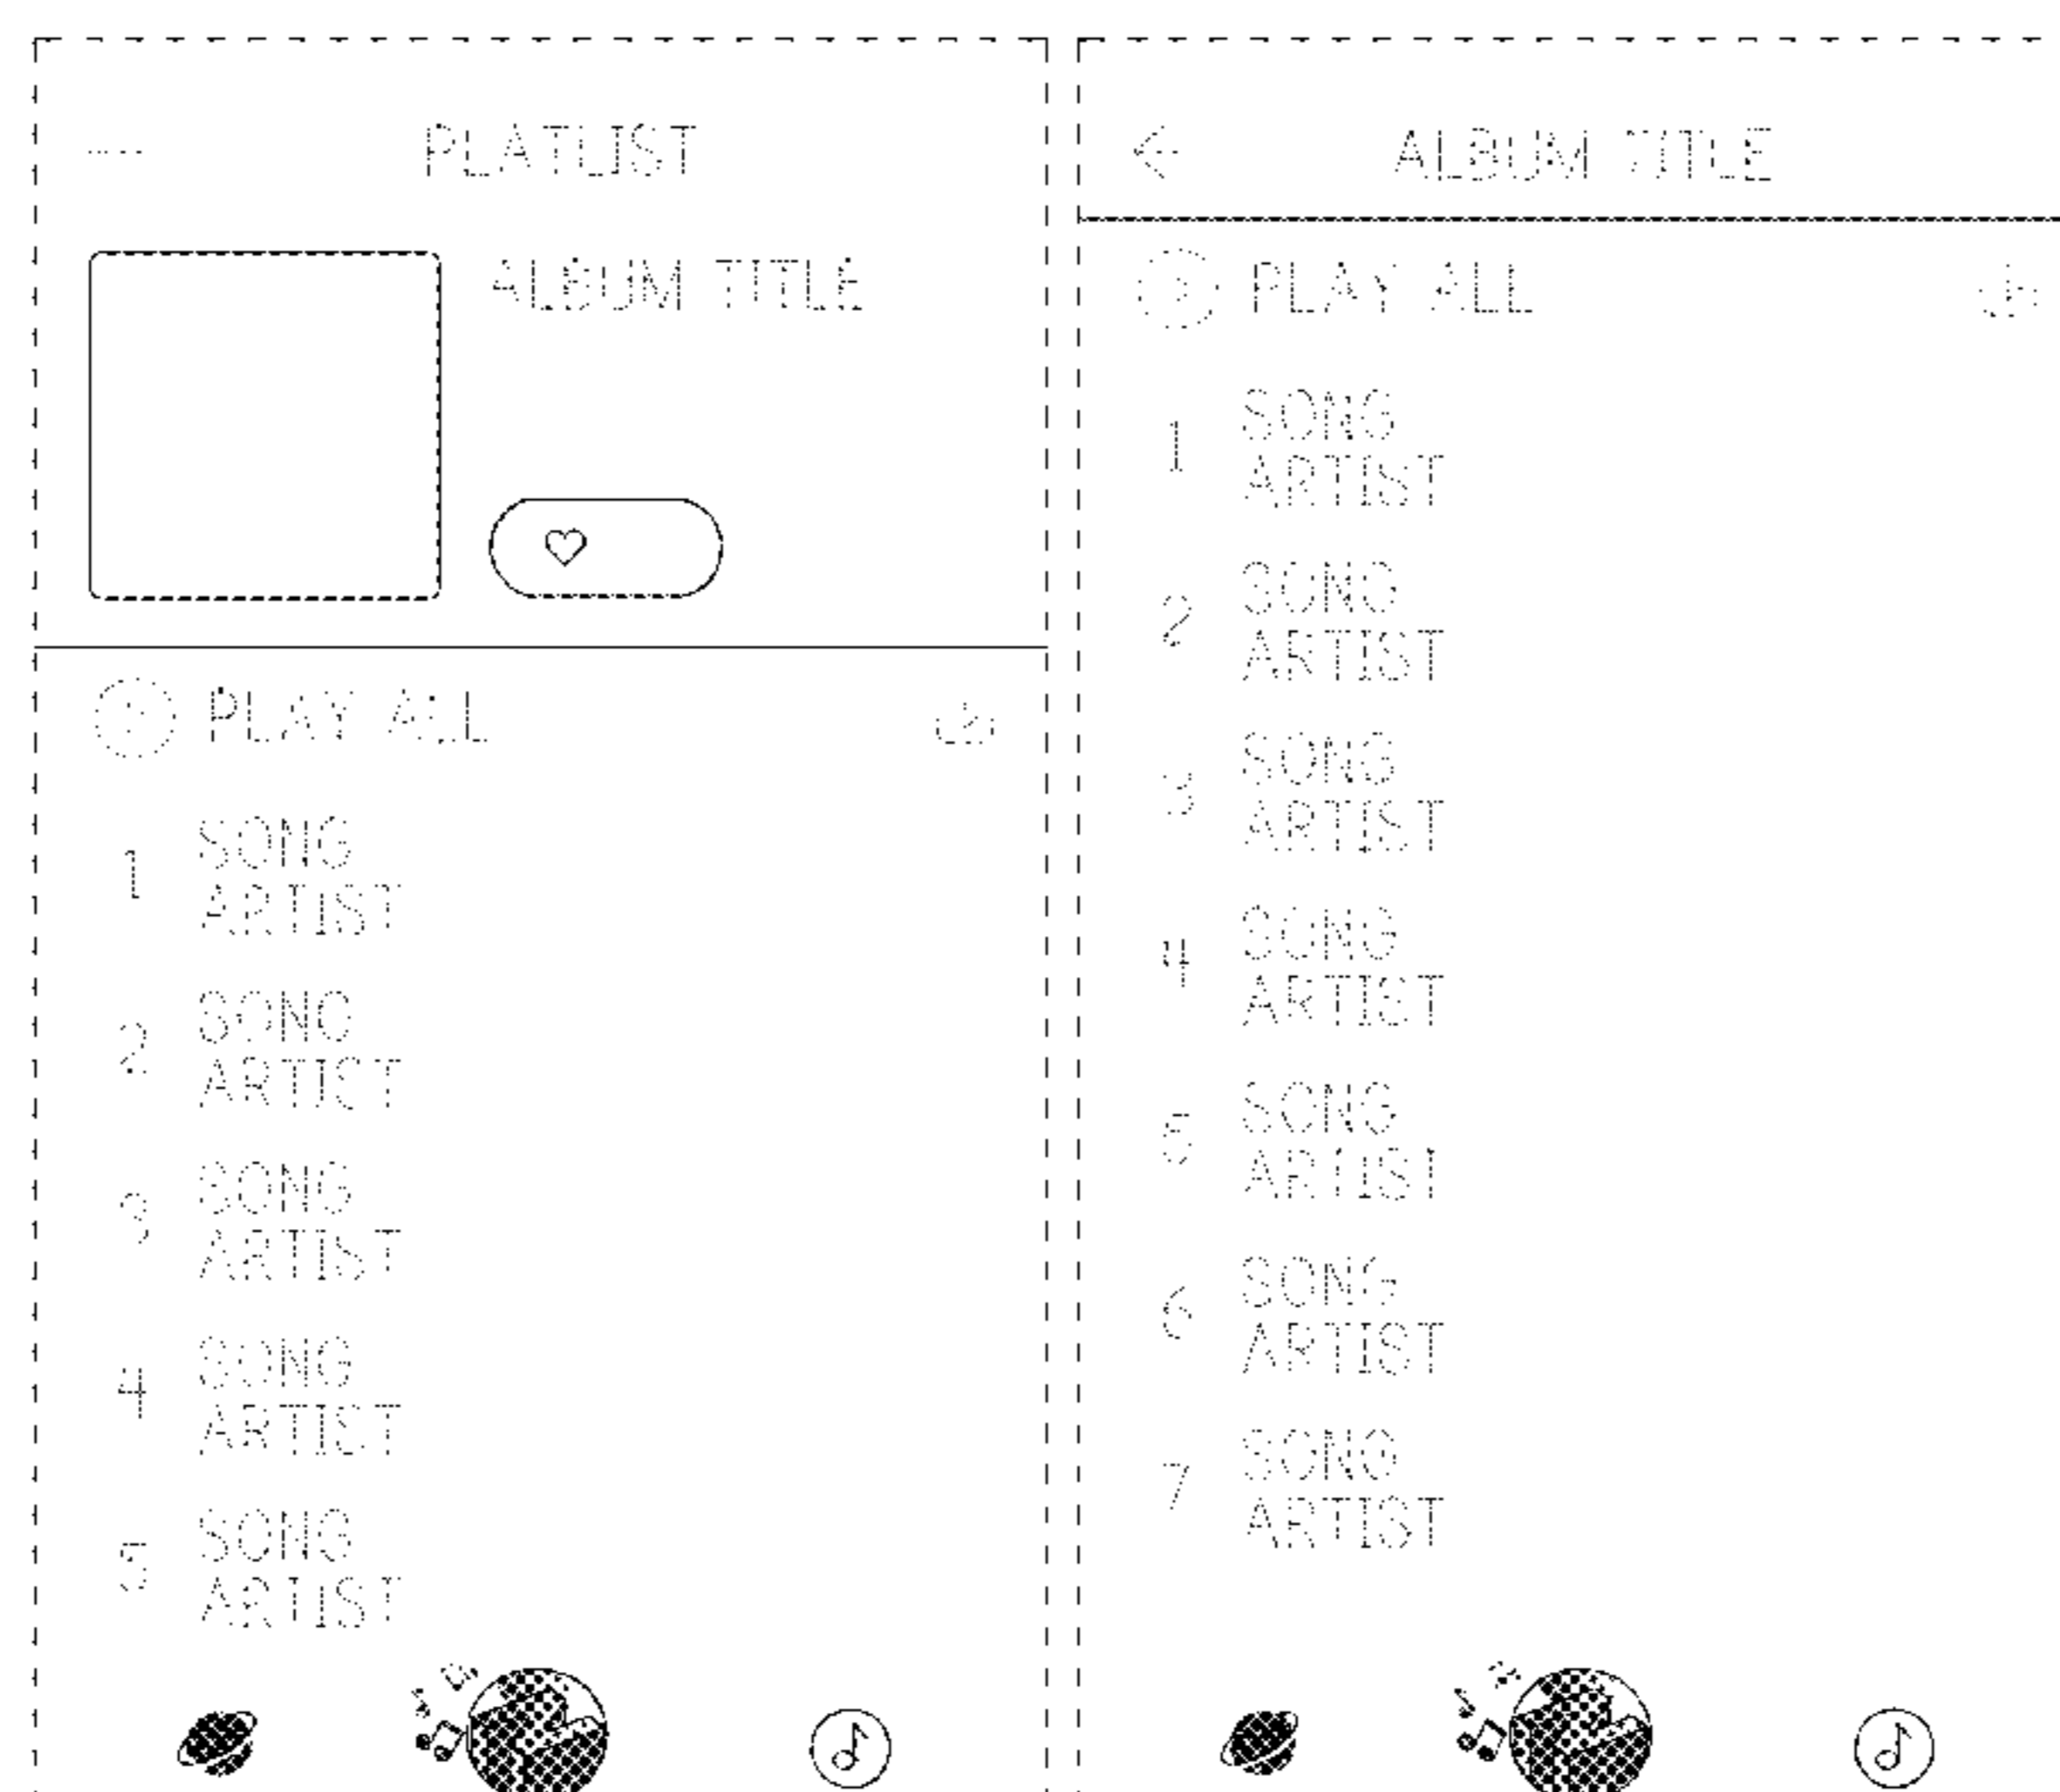 PLATLIST
ALBUM TITLE
PLAY ALL
1
SONG
ARTIST
2
SONG
ARTIST
3
SONG
ARTIST
4
SONG
ARTIST
5
SONG
ARTIST
ALBUM TITLE
PLAY ALL
1
SONG
ARTIST
2
SONG
ARTIST
3
SONG
ARTIST
4
SONG
ARTIST
5
SONG
ARTIST
6
SONG
ARTIST
7
SONG
ARTIST